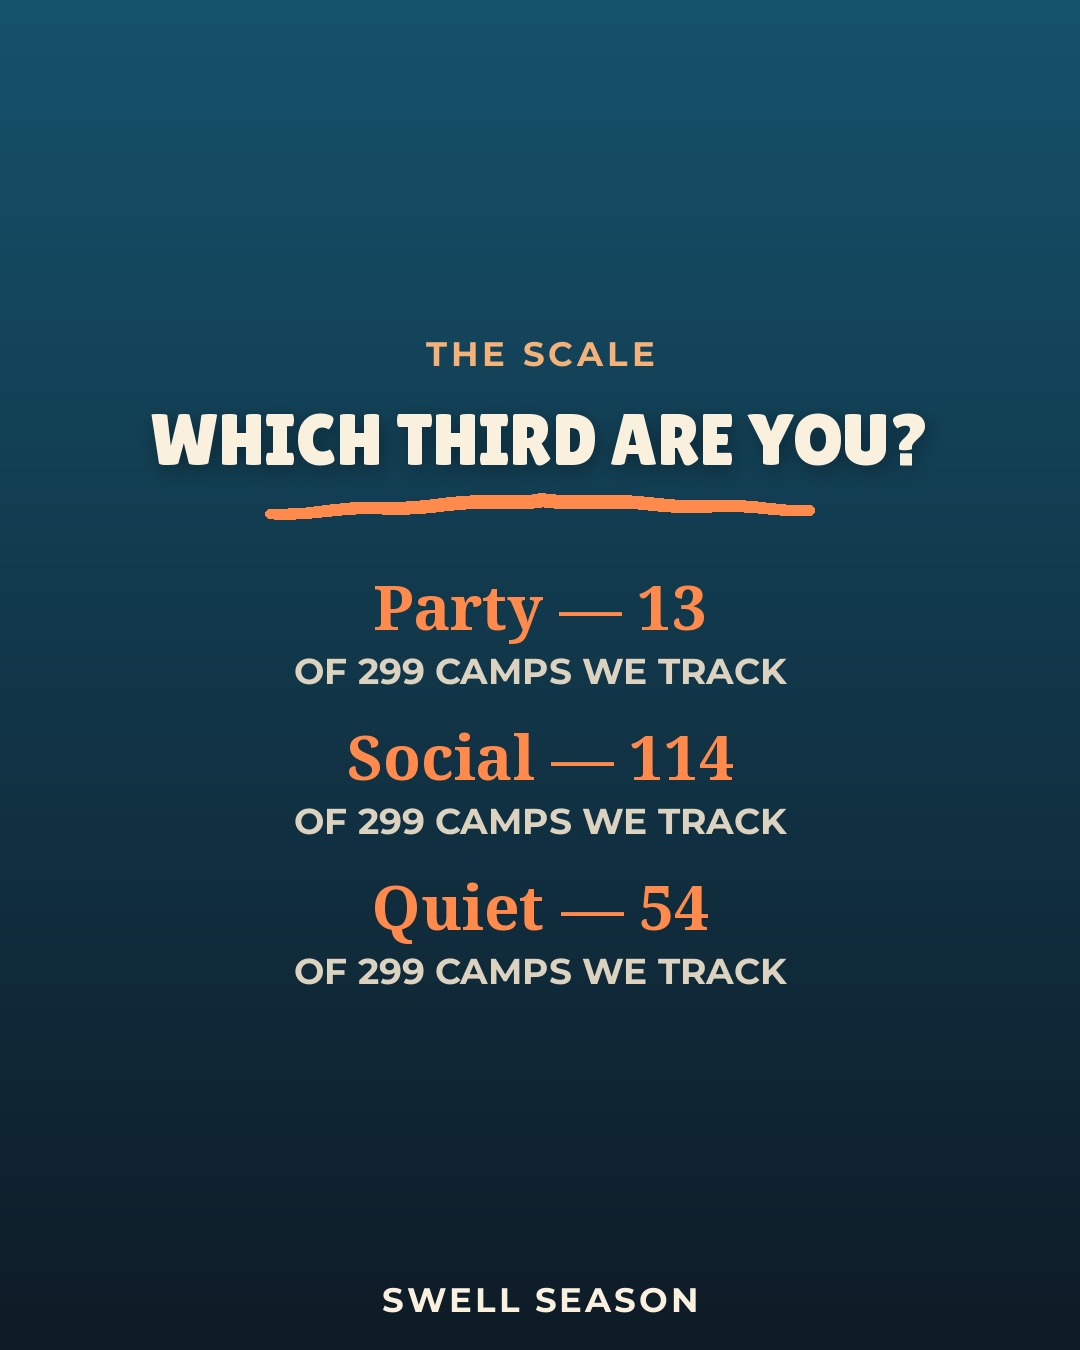 THE SCALE
WHICH THIRD ARE YOU?
Party — 13
OF 299 CAMPS WE TRACK
Social — 114
OF 299 CAMPS WE TRACK
Quiet — 54
OF 299 CAMPS WE TRACK
SWELL SEASON